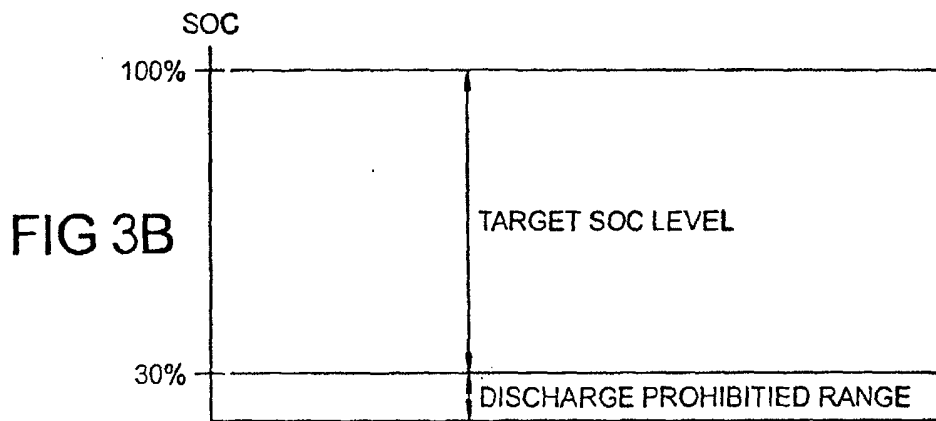 SOC
100%
FIG 3B
TARGET SOC LEVEL
30%
DISCHARGE PROHIBITIED RANGE